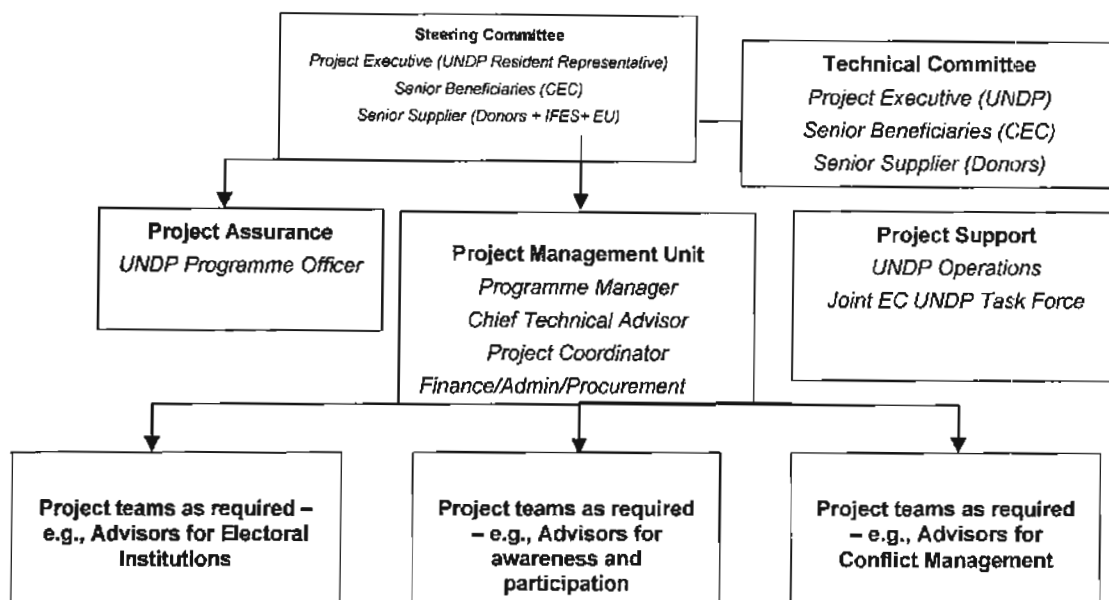 Steering Committee
Project Executive (UNDP Resident Representative)
Senior Beneficiaries (CEC)
Senior Supplier (Donors + IFES+ EU)
Technical Committee
Project Executive (UNDP)
Senior Beneficiaries (CEC)
Senior Supplier (Donors)
Project Assurance
UNDP Programme Officer
Project Management Unit
Programme Manager
Chief Technical Advisor
Project Coordinator
Finance/Admin/Procurement
Project Support
UNDP Operations
Joint EC UNDP Task Force
Project teams as required –
e.g., Advisors for Electoral
Institutions
Project teams as required
– e.g., Advisors for
awareness and
participation
Project teams as required
– e.g., Advisors for
Conflict Management